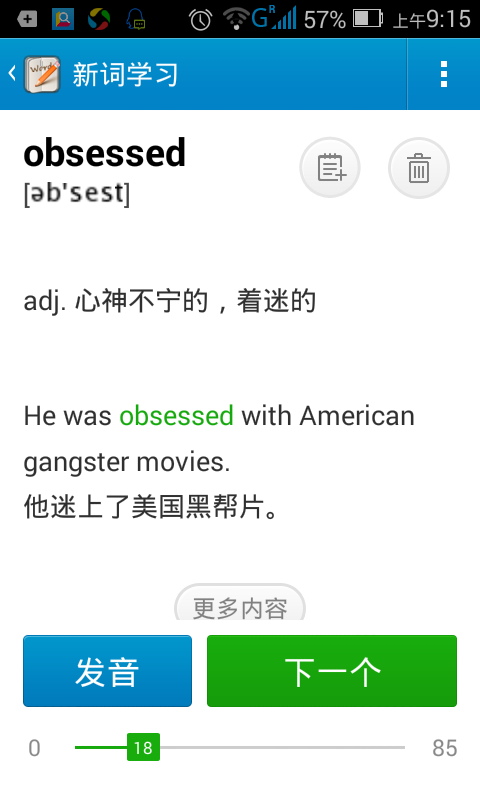 G R 57% 上午9:15
Words 新词学习
obsessed
[əb'sest]
adj. 心神不宁的，着迷的
He was obsessed with American
gangster movies.
他迷上了美国黑帮片。
更多内容
发音 下一个
0 18 85